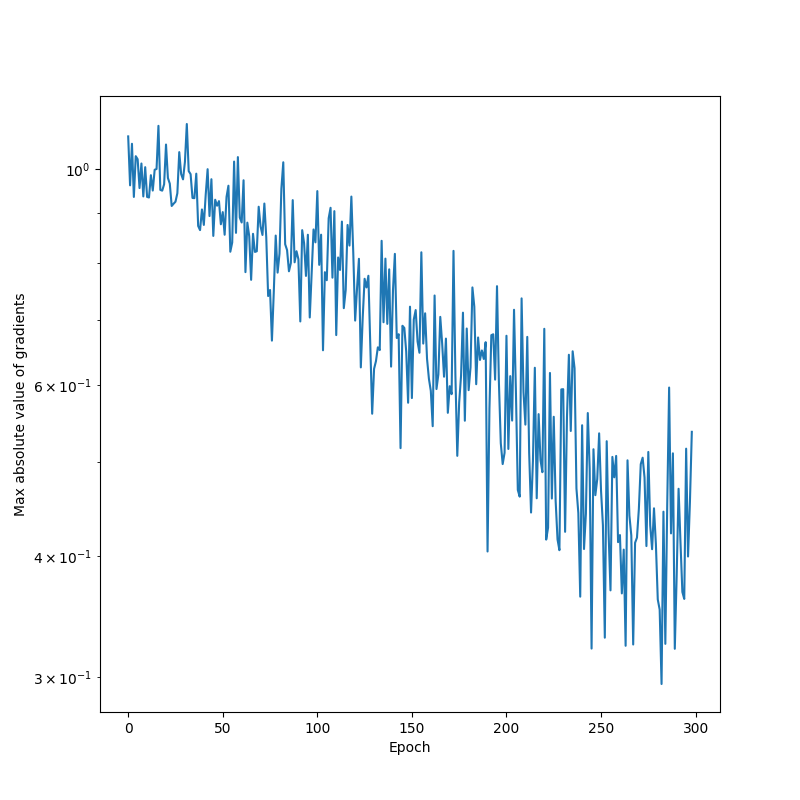 Max absolute value of gradients
10⁰
6 × 10⁻¹
4 × 10⁻¹
3 × 10⁻¹
0 50 100 150 200 250 300
Epoch